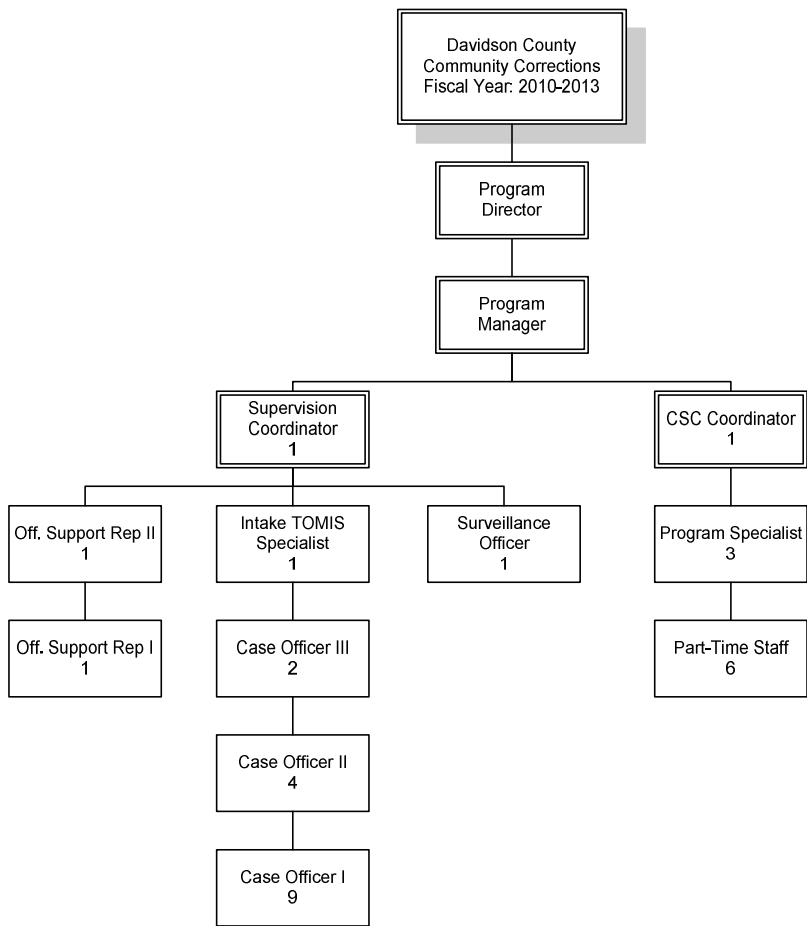 Davidson County
Community Corrections
Fiscal Year: 2010-2013
Program
Director
Program
Manager
Supervision
Coordinator
1
CSC Coordinator
1
Off. Support Rep II
1
Intake TOMIS
Specialist
1
Surveillance
Officer
1
Program Specialist
3
Off. Support Rep I
1
Case Officer III
2
Part-Time Staff
6
Case Officer II
4
Case Officer I
9